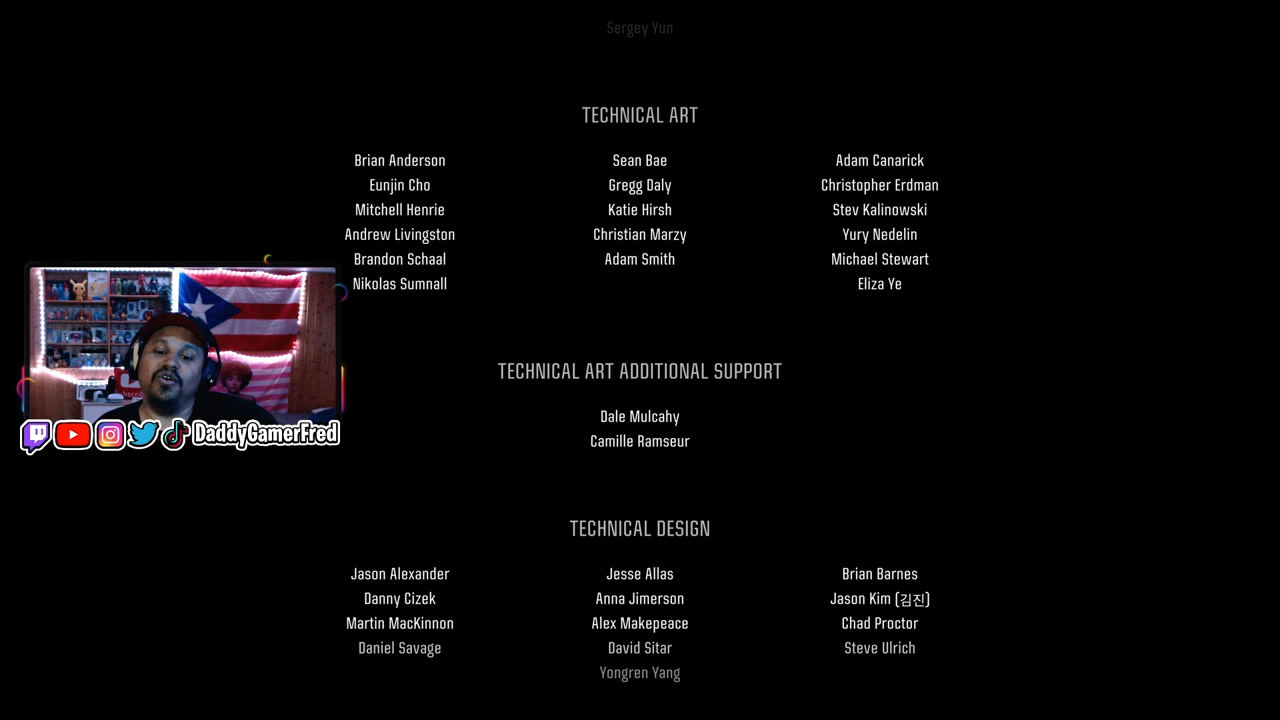 Sergey Yun
TECHNICAL ART
Brian Anderson Sean Bae Adam Canarick
Eunjin Cho Gregg Daly Christopher Erdman
Mitchell Henrie Katie Hirsh Stev Kalinowski
Andrew Livingston Christian Marzy Yury Nedelin
Brandon Schaal Adam Smith Michael Stewart
Nikolas Sumnall Eliza Ye
TECHNICAL ART ADDITIONAL SUPPORT
Dale Mulcahy
Camille Ramseur
DaddyGamerFred
TECHNICAL DESIGN
Jason Alexander Jesse Allas Brian Barnes
Danny Cizek Anna Jimerson Jason Kim (김진)
Martin MacKinnon Alex Makepeace Chad Proctor
Daniel Savage David Sitar Steve Ulrich
Yongren Yang